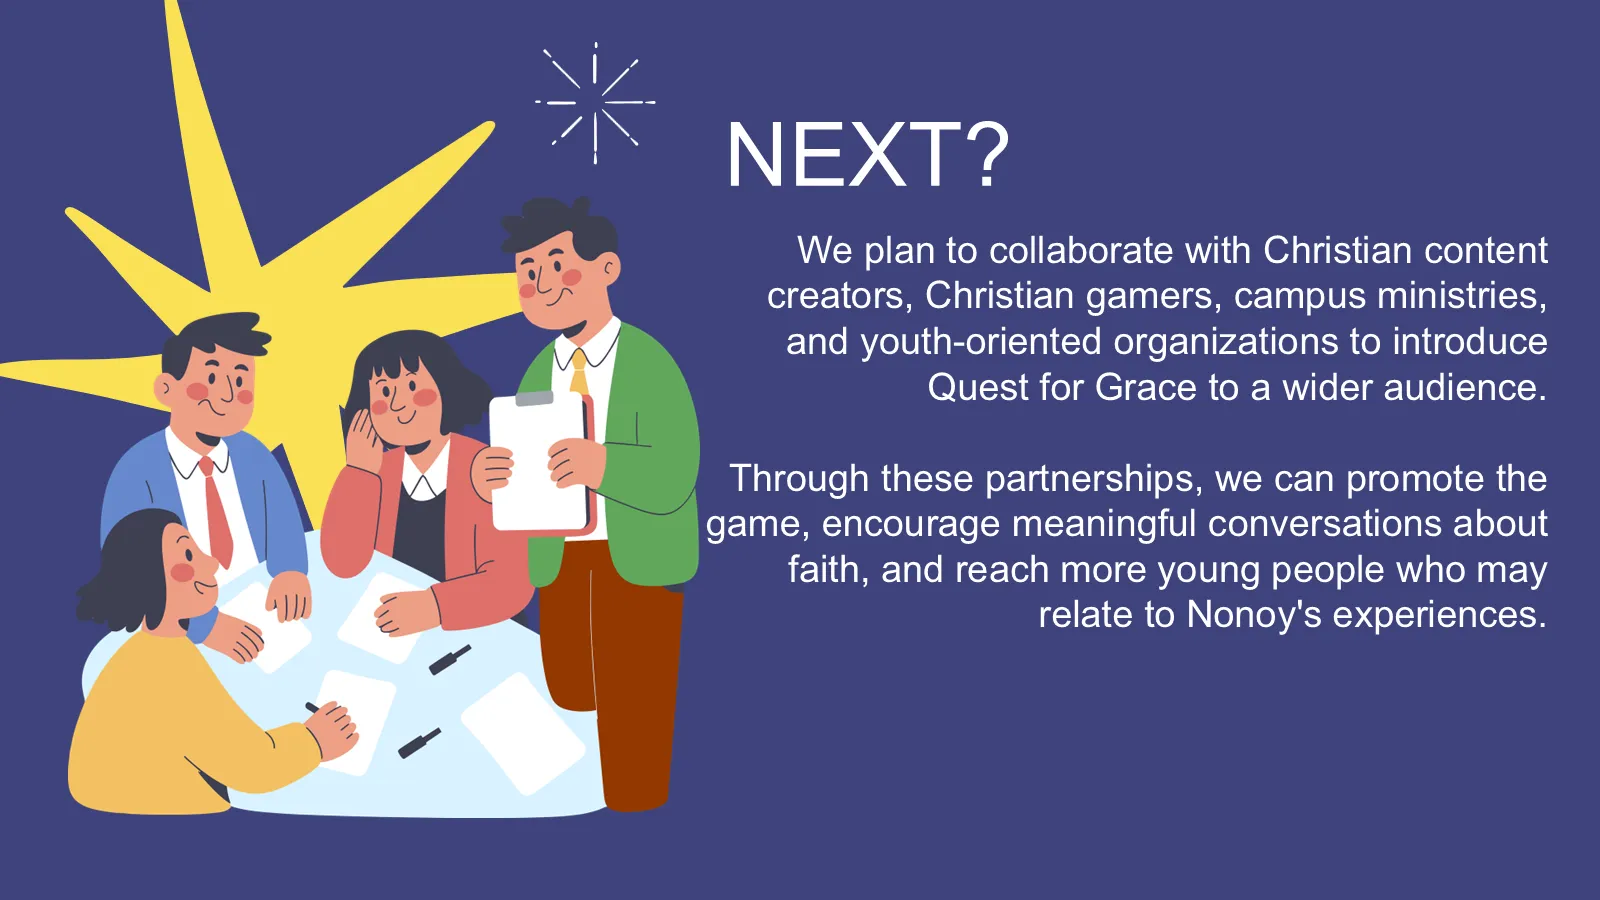 NEXT?
We plan to collaborate with Christian content
creators, Christian gamers, campus ministries,
and youth-oriented organizations to introduce
Quest for Grace to a wider audience.
Through these partnerships, we can promote the
game, encourage meaningful conversations about
faith, and reach more young people who may
relate to Nonoy's experiences.